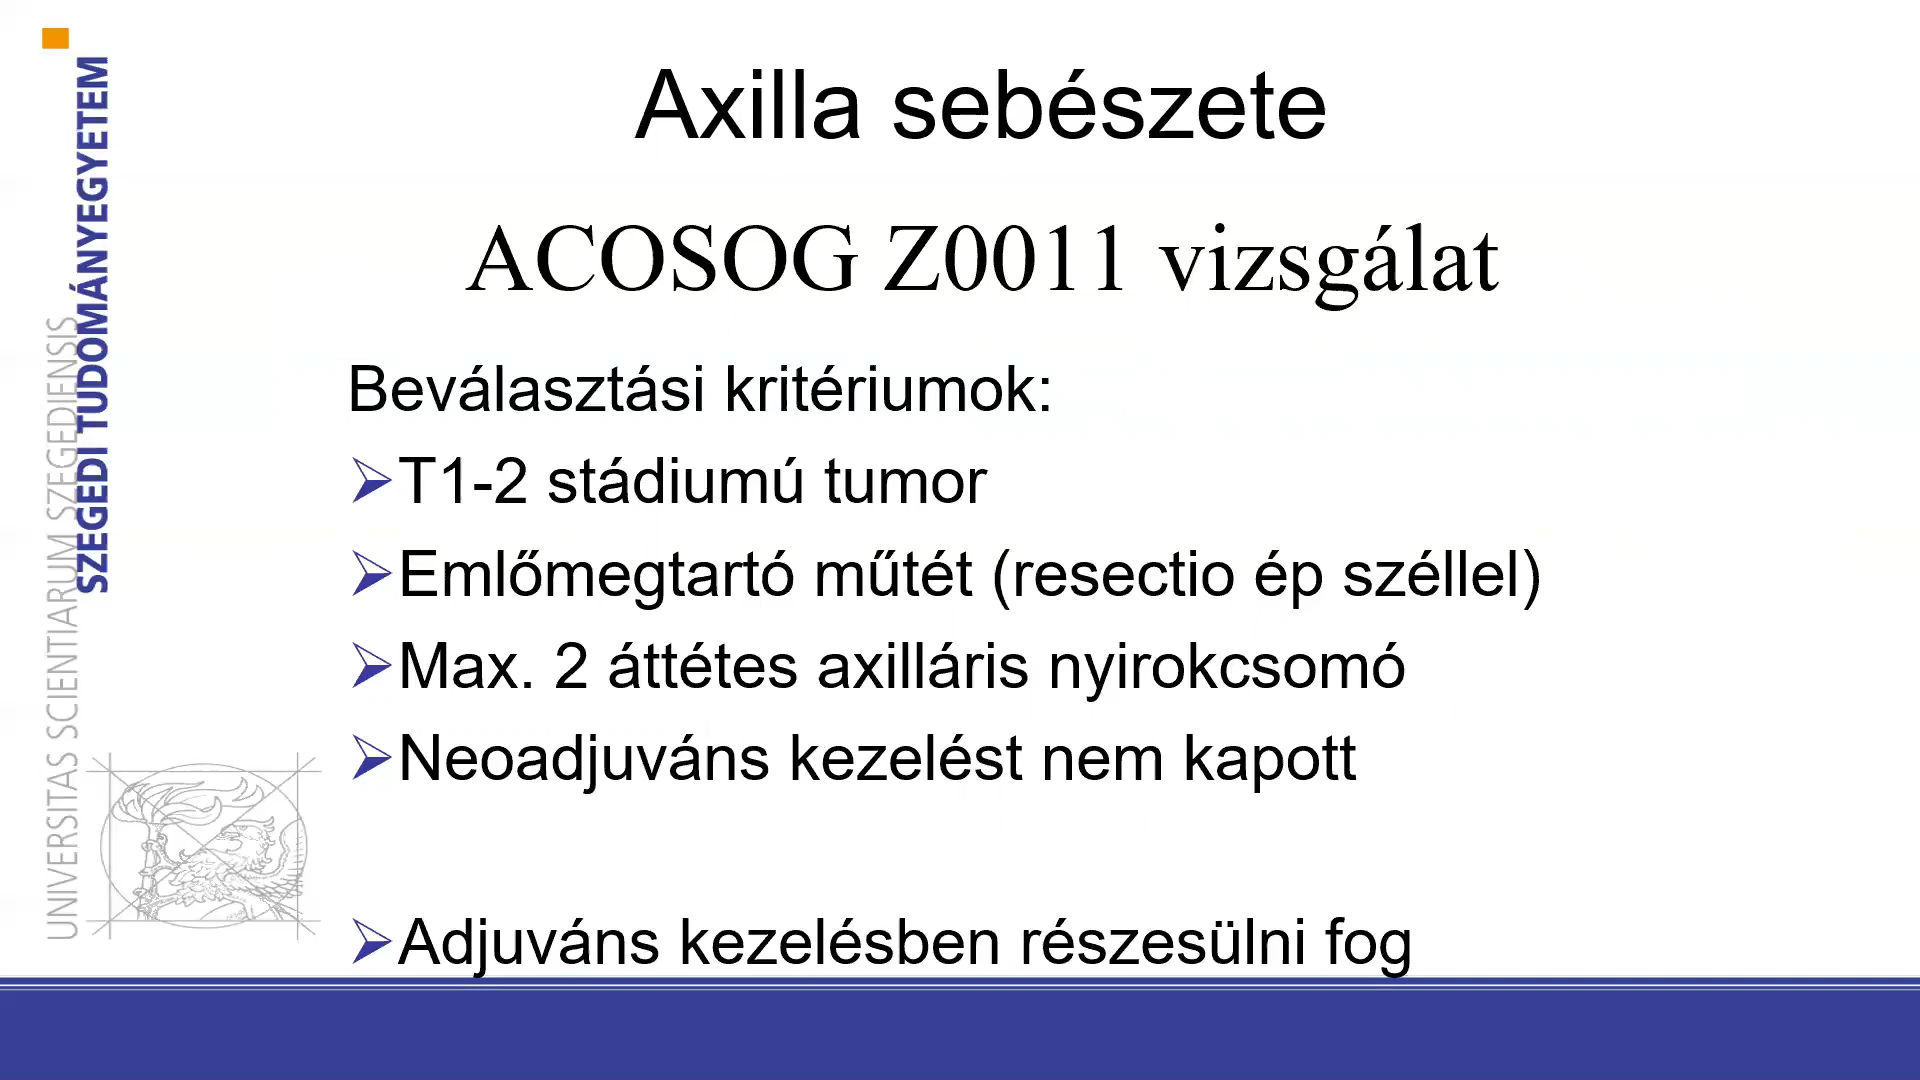 Axilla sebészete
ACOSOG Z0011 vizsgálat
Beválasztási kritériumok:
T1-2 stádiumú tumor
Emlőmegtartó műtét (resectio ép széllel)
Max. 2 áttétes axilláris nyirokcsomó
Neoadjuváns kezelést nem kapott
Adjuváns kezelésben részesülni fog
SZEGEDI TUDOMÁNYEGYETEM
UNIVERSITAS SCIENTIARUM SZEGEDIENSIS